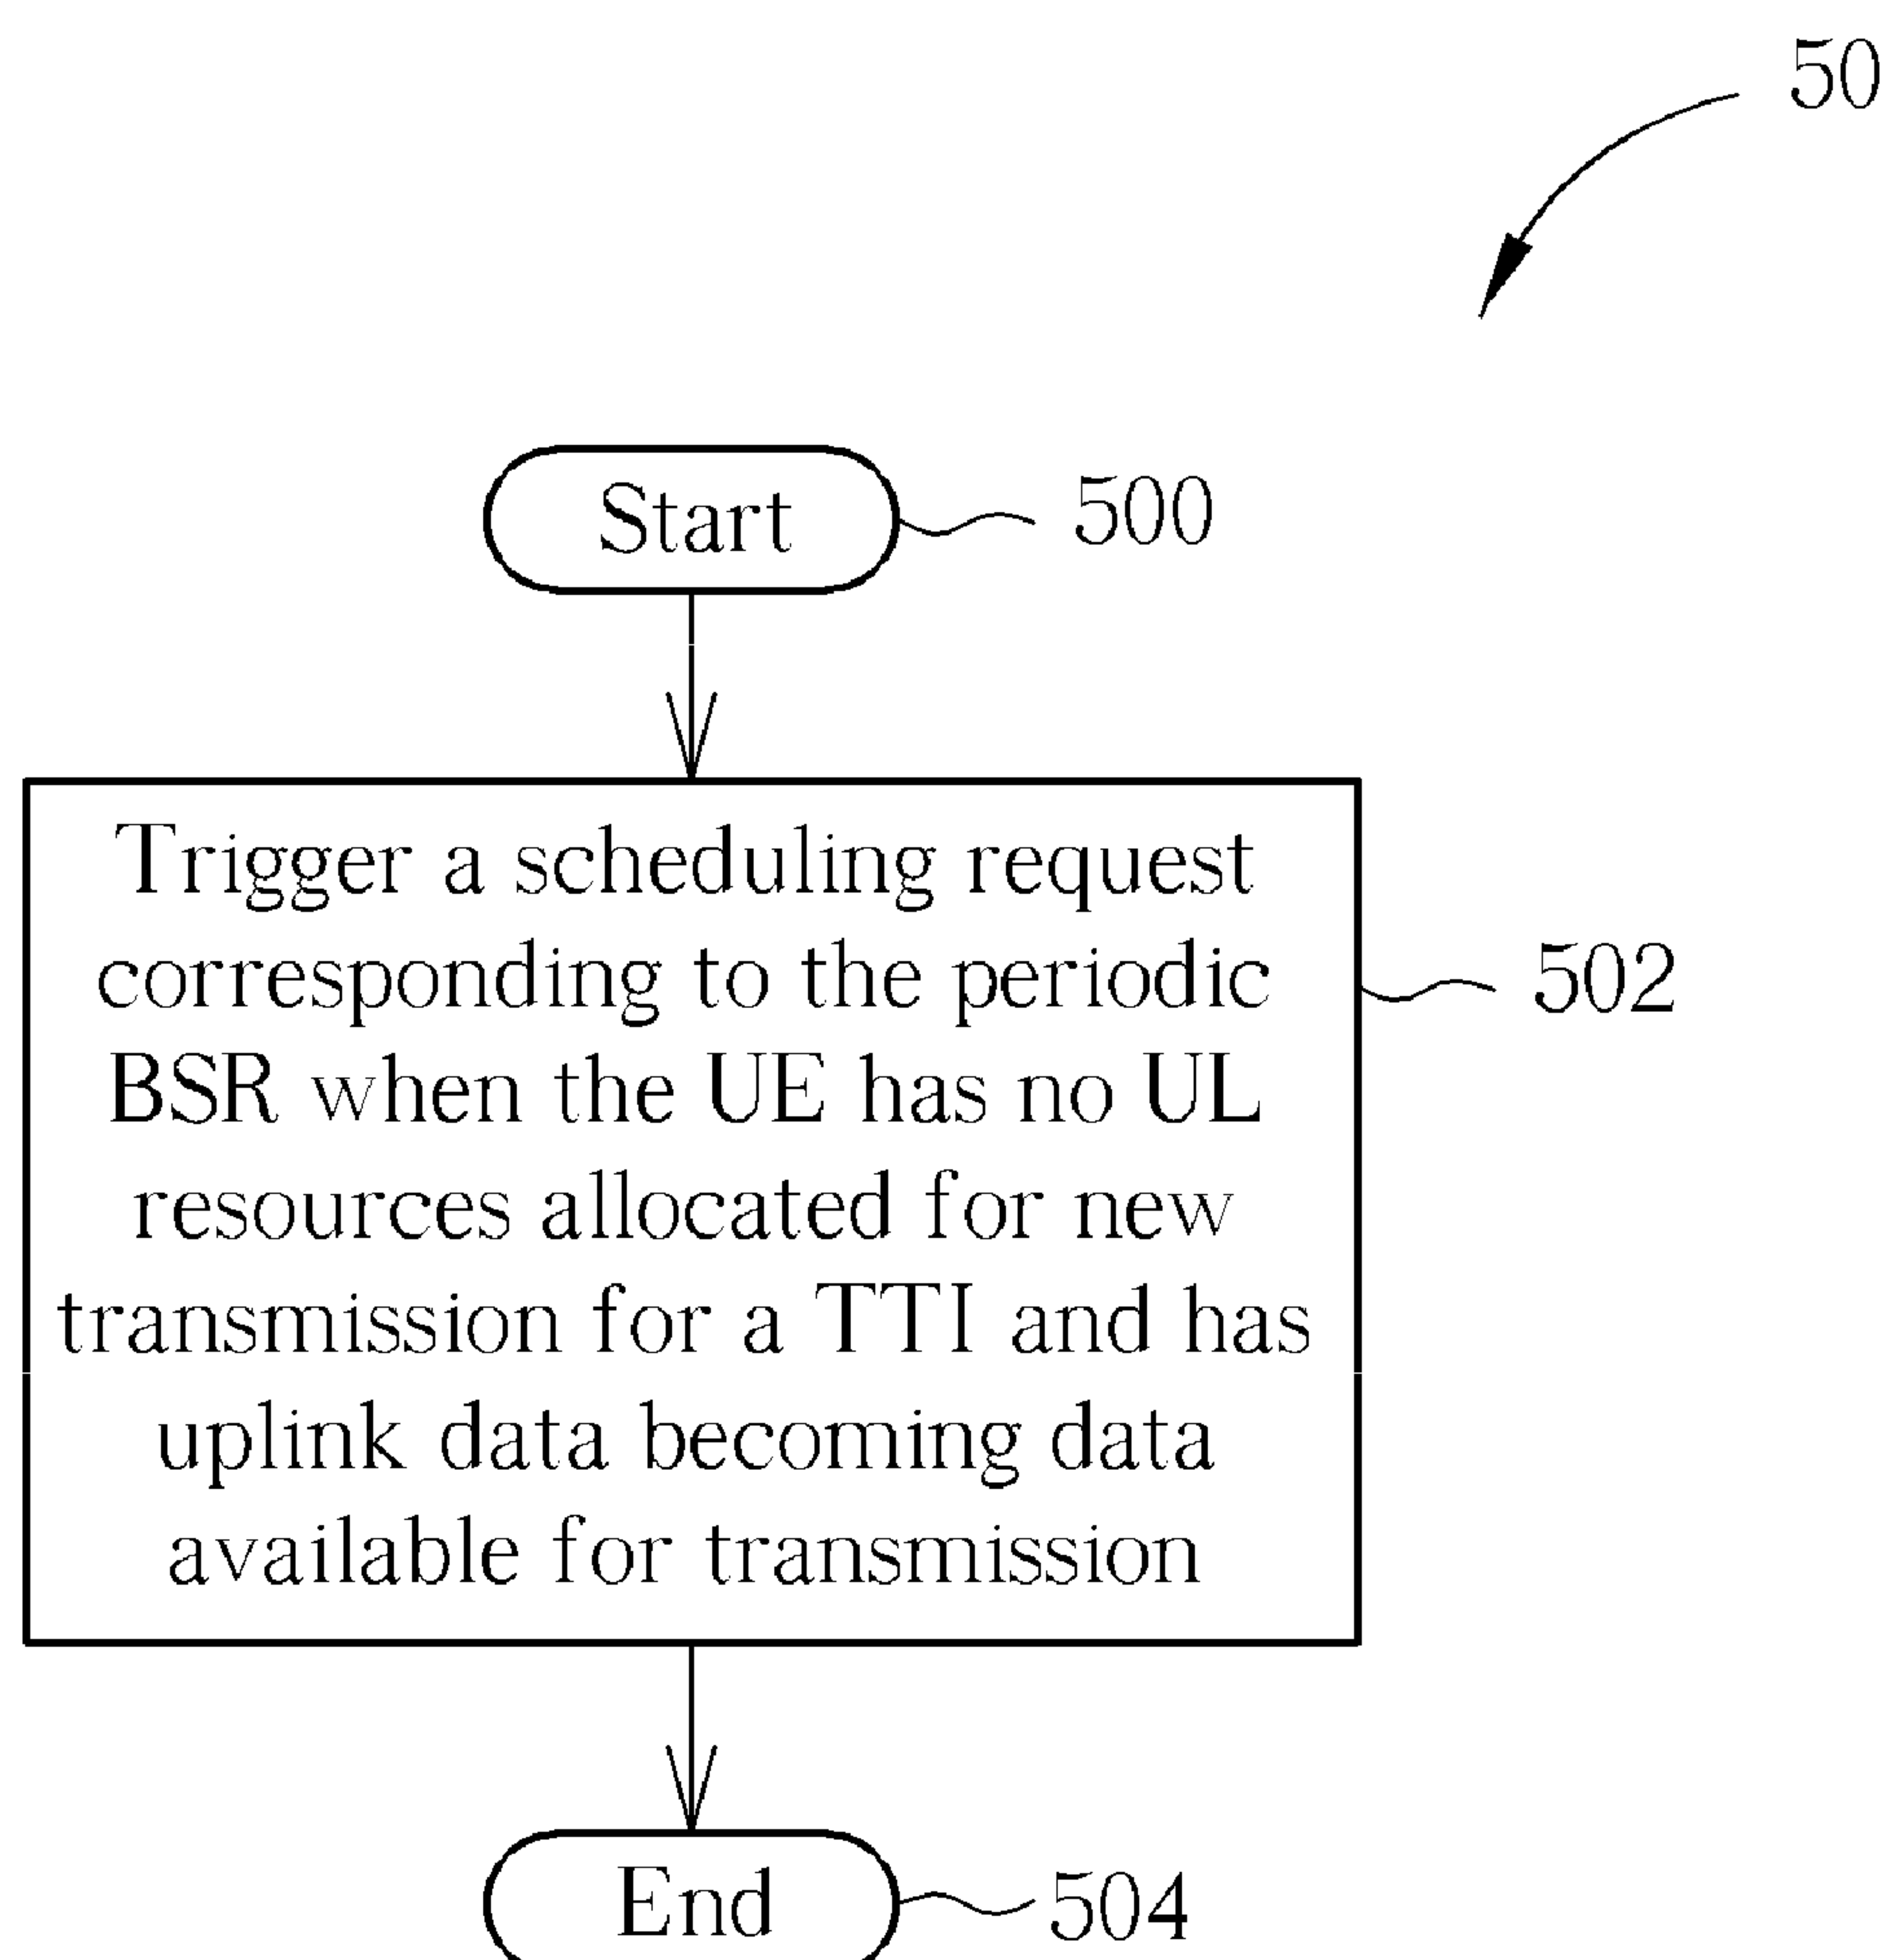 50
Start
500
Trigger a scheduling request
corresponding to the periodic
BSR when the UE has no UL
resources allocated for new
transmission for a TTI and has
uplink data becoming data
available for transmission
502
End
504